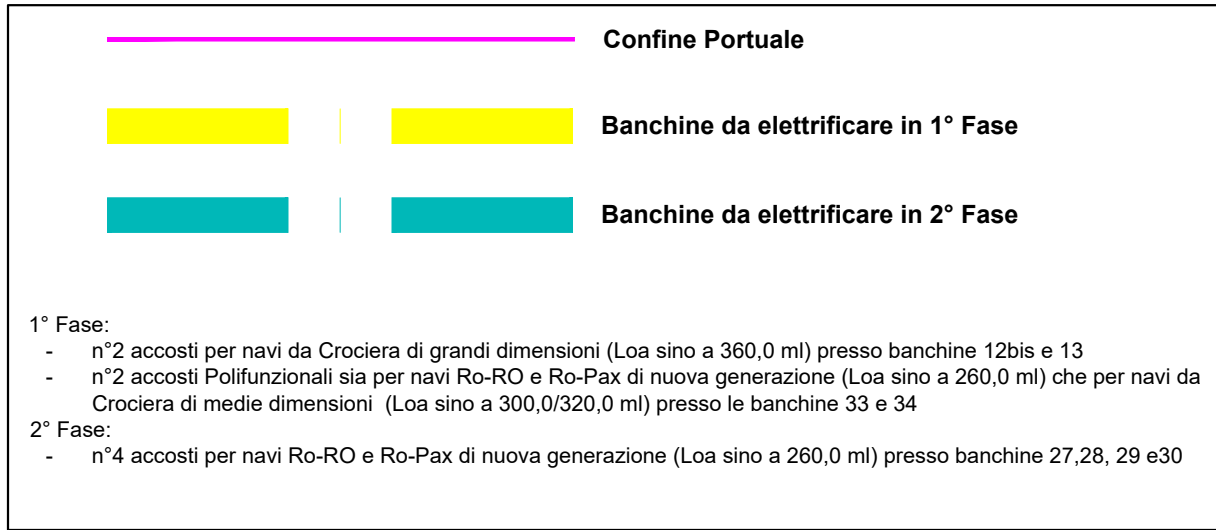 Confine Portuale
Banchine da elettrificare in 1° Fase
Banchine da elettrificare in 2° Fase
1° Fase:
- n°2 accosti per navi da Crociera di grandi dimensioni (Loa sino a 360,0 ml) presso banchine 12bis e 13
- n°2 accosti Polifunzionali sia per navi Ro-RO e Ro-Pax di nuova generazione (Loa sino a 260,0 ml) che per navi da
Crociera di medie dimensioni (Loa sino a 300,0/320,0 ml) presso le banchine 33 e 34
2° Fase:
- n°4 accosti per navi Ro-RO e Ro-Pax di nuova generazione (Loa sino a 260,0 ml) presso banchine 27,28, 29 e30